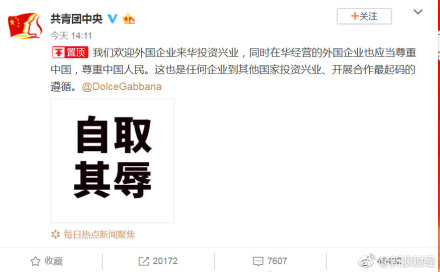 共青团中央
今天 14:11
+关注
置顶 我们欢迎外国企业来华投资兴业，同时在华经营的外国企业也应当尊重
中国，尊重中国人民。这也是任何企业到其他国家投资兴业、开展合作最起码的
遵循。@DolceGabbana
自取
其辱
每日热点新闻聚焦
收藏 20172 7607